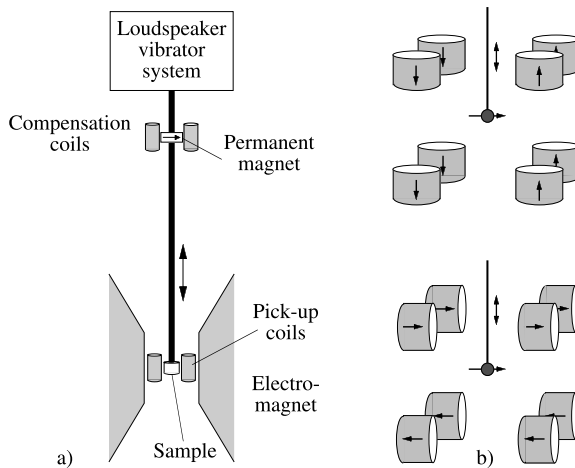 Loudspeaker
vibrator
system
Compensation
coils
Permanent
magnet
Pick-up
coils
Electro-
magnet
Sample
a)
b)